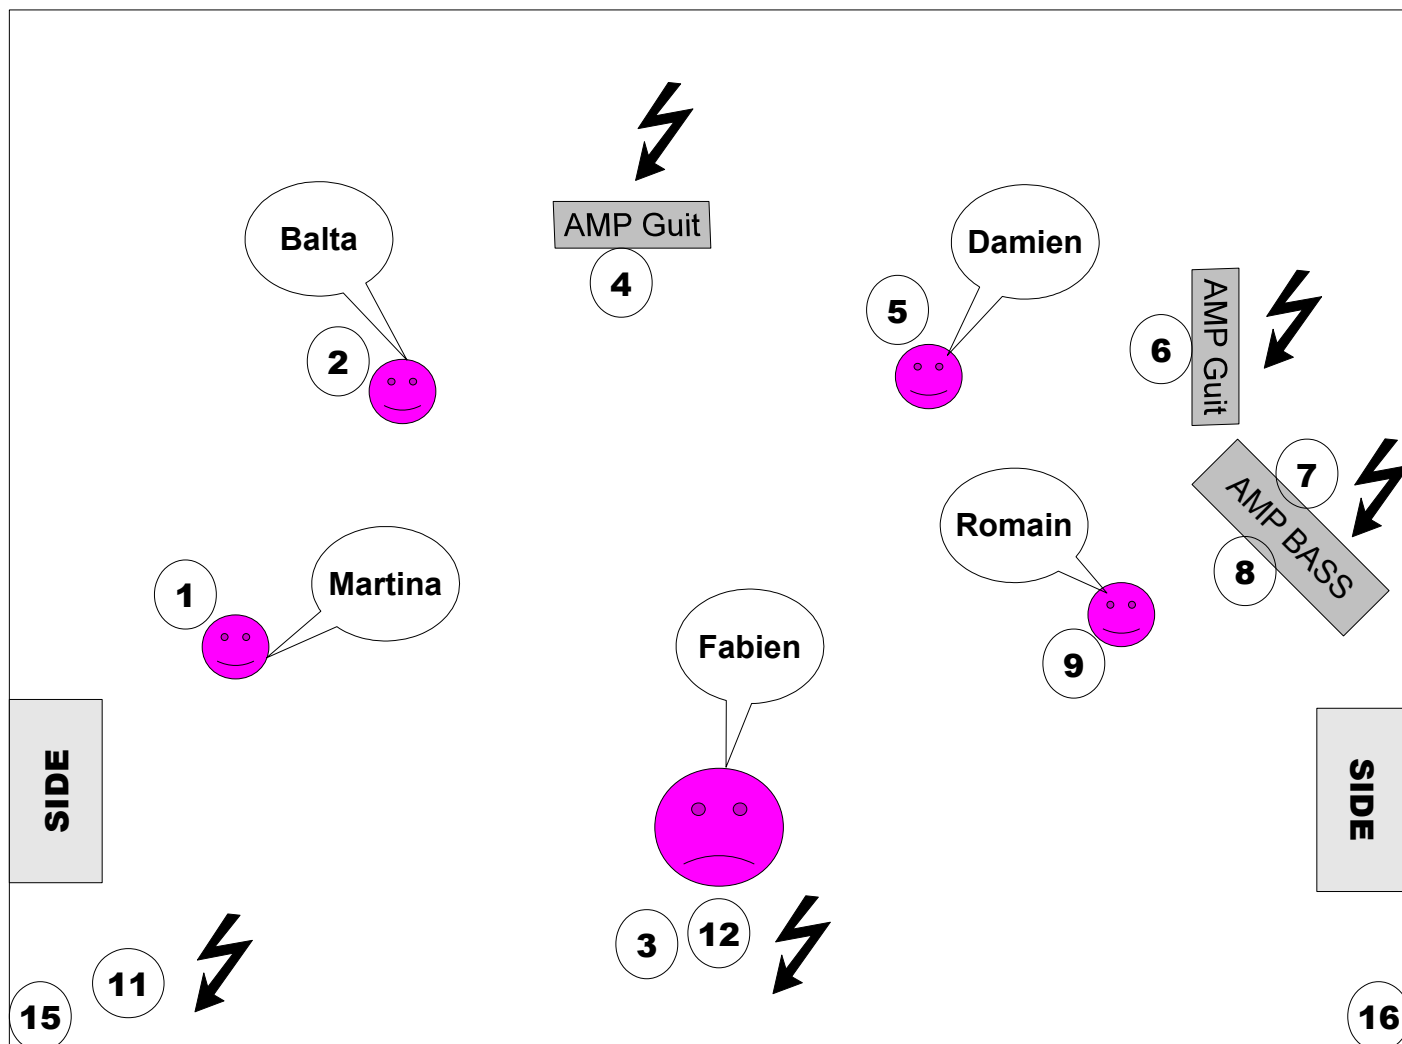 Balta
AMP Guit
Damien
4
5
2
6
AMP Guit
7
AMP BASS
8
Romain
1
Martina
Fabien
9
SIDE
SIDE
3
12
11
15
16